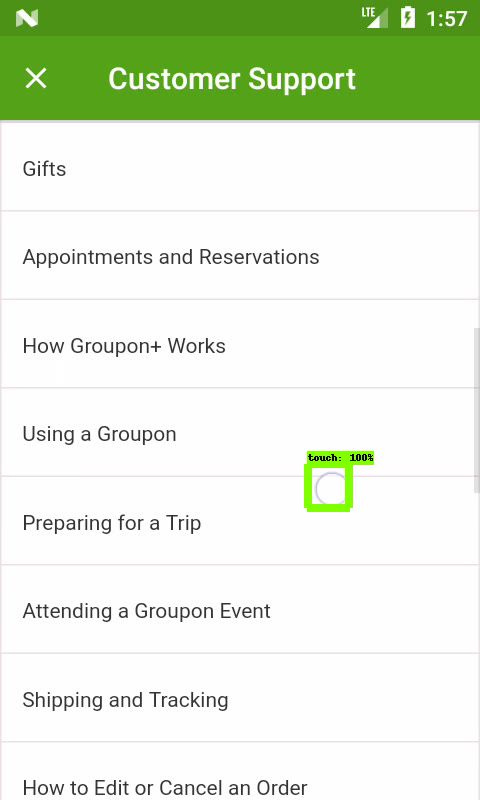 LTE 1:57
Customer Support
Gifts
Appointments and Reservations
How Groupon+ Works
Using a Groupon
touch: 100%
Preparing for a Trip
Attending a Groupon Event
Shipping and Tracking
How to Edit or Cancel an Order